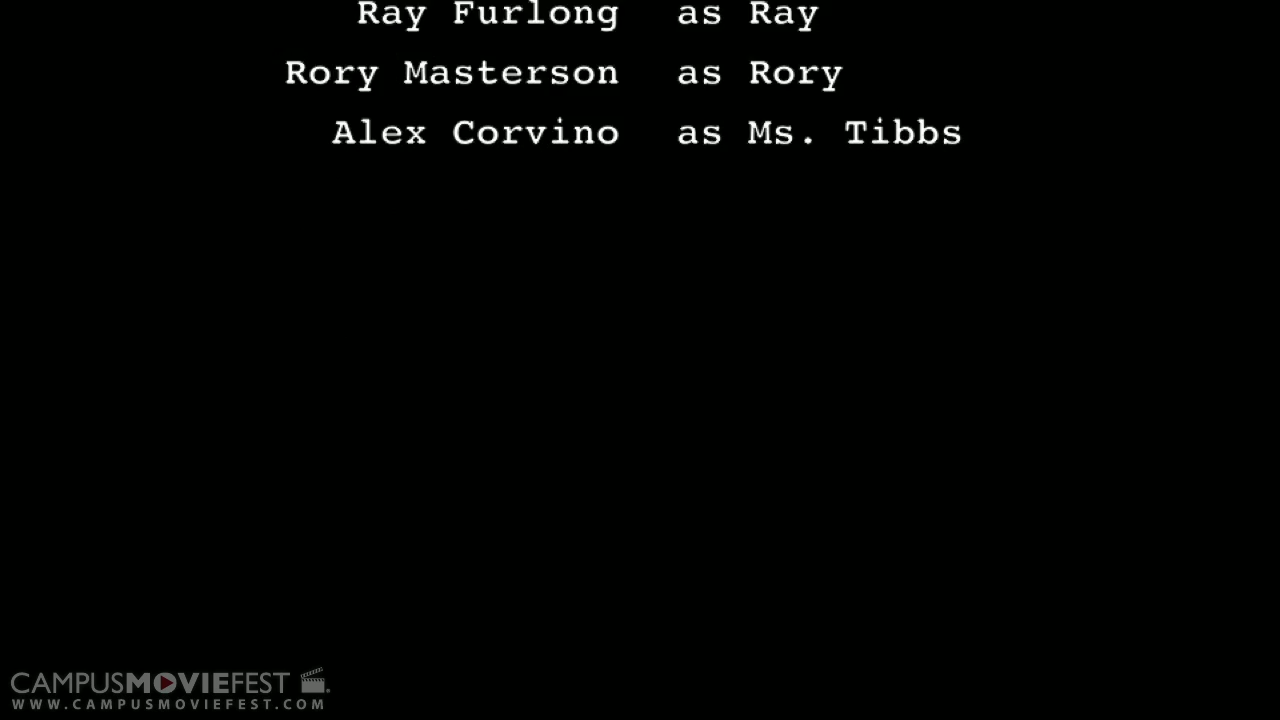 Ray Furlong as Ray
Rory Masterson as Rory
Alex Corvino as Ms. Tibbs
CAMPUSMOVIEFEST
WWW.CAMPUSMOVIEFEST.COM